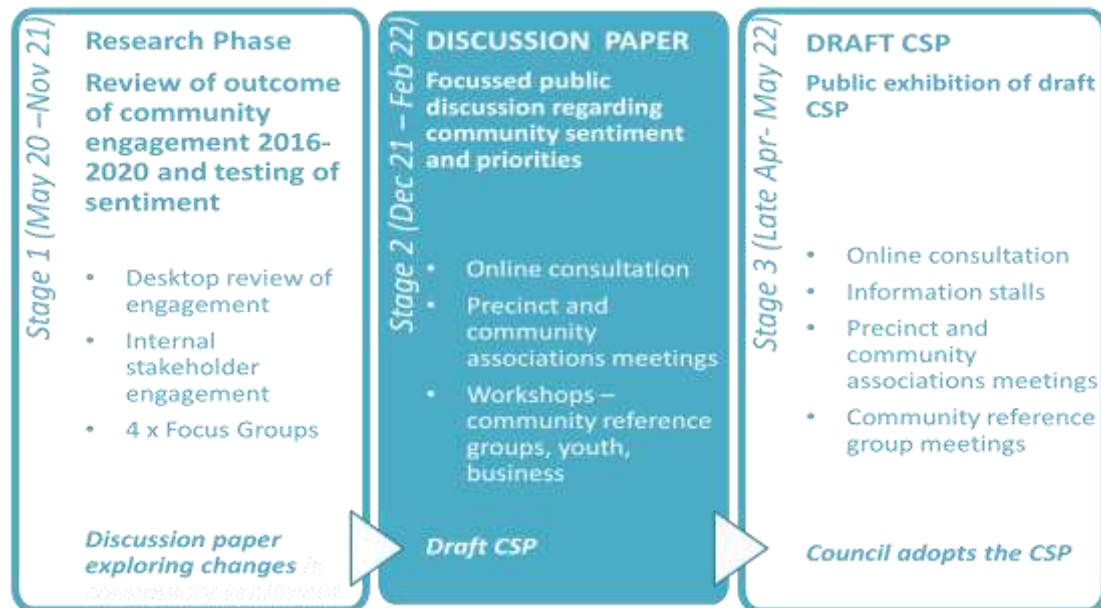 Stage 1 (May 20 –Nov 21)
Research Phase
Review of outcome
of community
engagement 2016-
2020 and testing of
sentiment
• Desktop review of
engagement
• Internal
stakeholder
engagement
• 4 x Focus Groups
Discussion paper
exploring changes in
community sentiment
Stage 2 (Dec 21 – Feb 22)
DISCUSSION PAPER
Focussed public
discussion regarding
community sentiment
and priorities
• Online consultation
• Precinct and
community
associations meetings
• Workshops –
community reference
groups, youth,
business
Draft CSP
Stage 3 (Late Apr- May 22)
DRAFT CSP
Public exhibition of draft
CSP
• Online consultation
• Information stalls
• Precinct and
community
associations meetings
• Community reference
group meetings
Council adopts the CSP